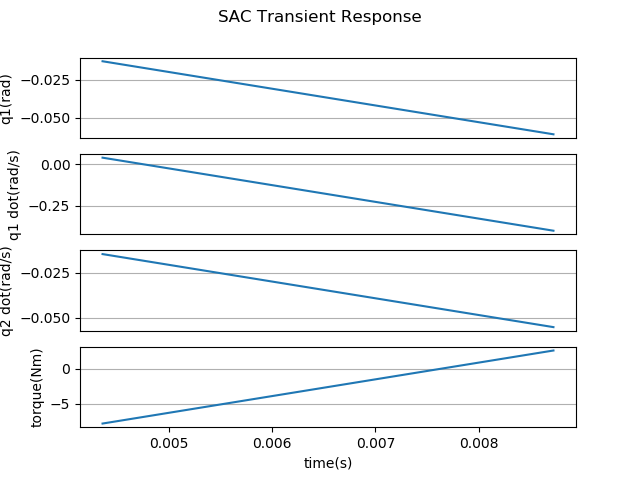 SAC Transient Response
q1(rad)
−0.025
−0.050
q1 dot(rad/s)
0.00
−0.25
q2 dot(rad/s)
−0.025
−0.050
torque(Nm)
0
−5
0.005 0.006 0.007 0.008
time(s)